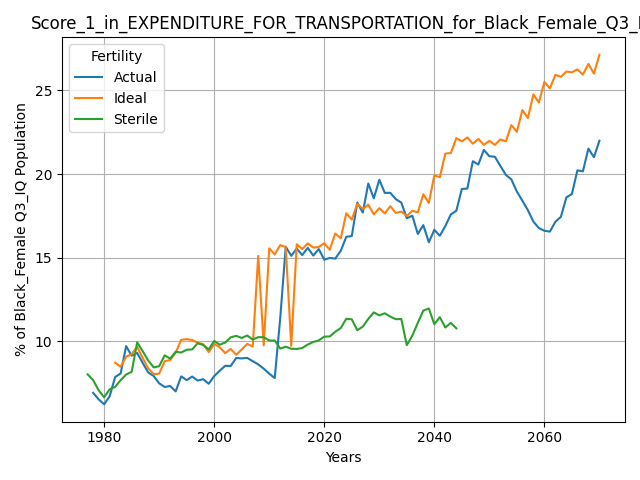 Score_1_in_EXPENDITURE_FOR_TRANSPORTATION_for_Black_Female_Q3_I
Fertility
Actual
Ideal
Sterile
% of Black_Female Q3_IQ Population
25
20
15
10
1980
2000
2020
2040
2060
Years